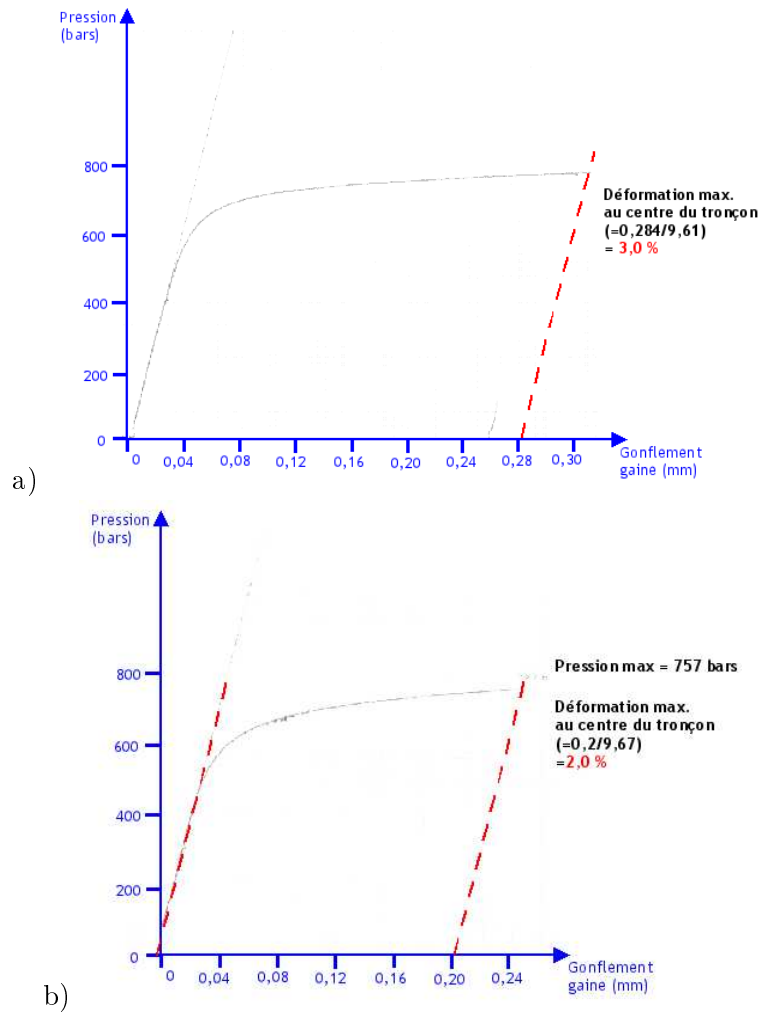 Pression
(bars)
800
600
400
200
0
0 0,04 0,08 0,12 0,16 0,20 0,24 0,28 0,30
Gonflement
gaine (mm)
Déformation max.
au centre du tronçon
(=0,284/9,61)
= 3,0 %
a)
Pression
(bars)
800
600
400
200
0
0 0,04 0,08 0,12 0,16 0,20 0,24
Gonflement
gaine (mm)
Pression max = 757 bars
Déformation max.
au centre du tronçon
(=0,2/9,67)
=2,0 %
b)